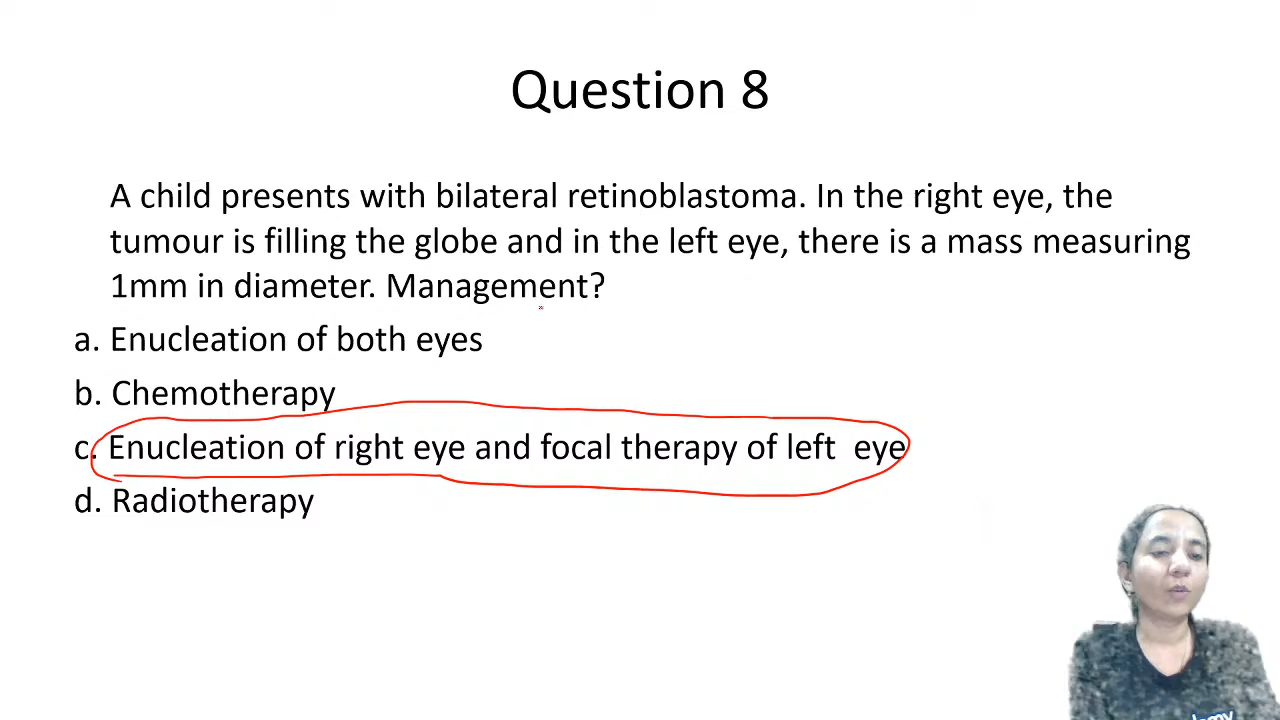 Question 8
A child presents with bilateral retinoblastoma. In the right eye, the
tumour is filling the globe and in the left eye, there is a mass measuring
1mm in diameter. Management?
a. Enucleation of both eyes
b. Chemotherapy
c. Enucleation of right eye and focal therapy of left  eye
d. Radiotherapy